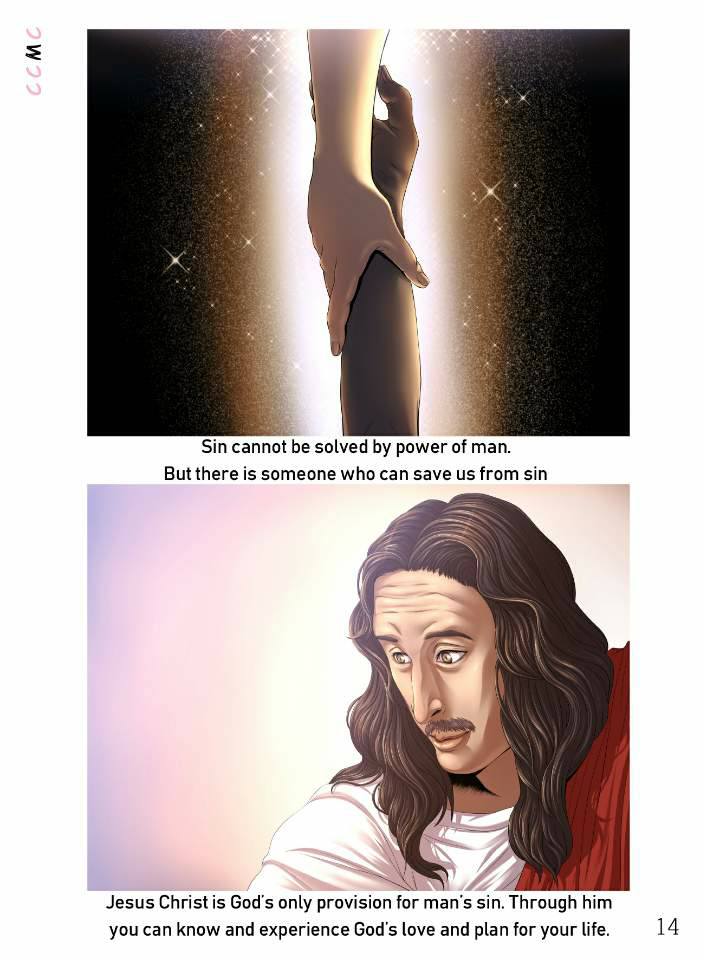 CCWC
Sin cannot be solved by power of man.
But there is someone who can save us from sin
Jesus Christ is God's only provision for man's sin. Through him
you can know and experience God's love and plan for your life.
14